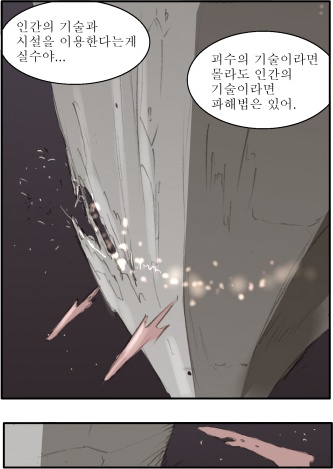 인간의 기술과
시설을 이용한다는게
실수야...
괴수의 기술이라면
몰라도 인간의
기술이라면
파해법은 있어.